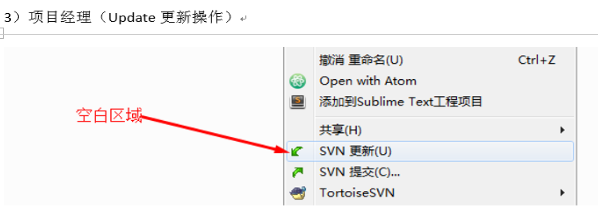 3）项目经理（Update 更新操作）
撤消 重命名(U) Ctrl+Z
Open with Atom
添加到Sublime Text工程项目
空白区域
共享(H)
SVN 更新(U)
SVN 提交(C)...
TortoiseSVN